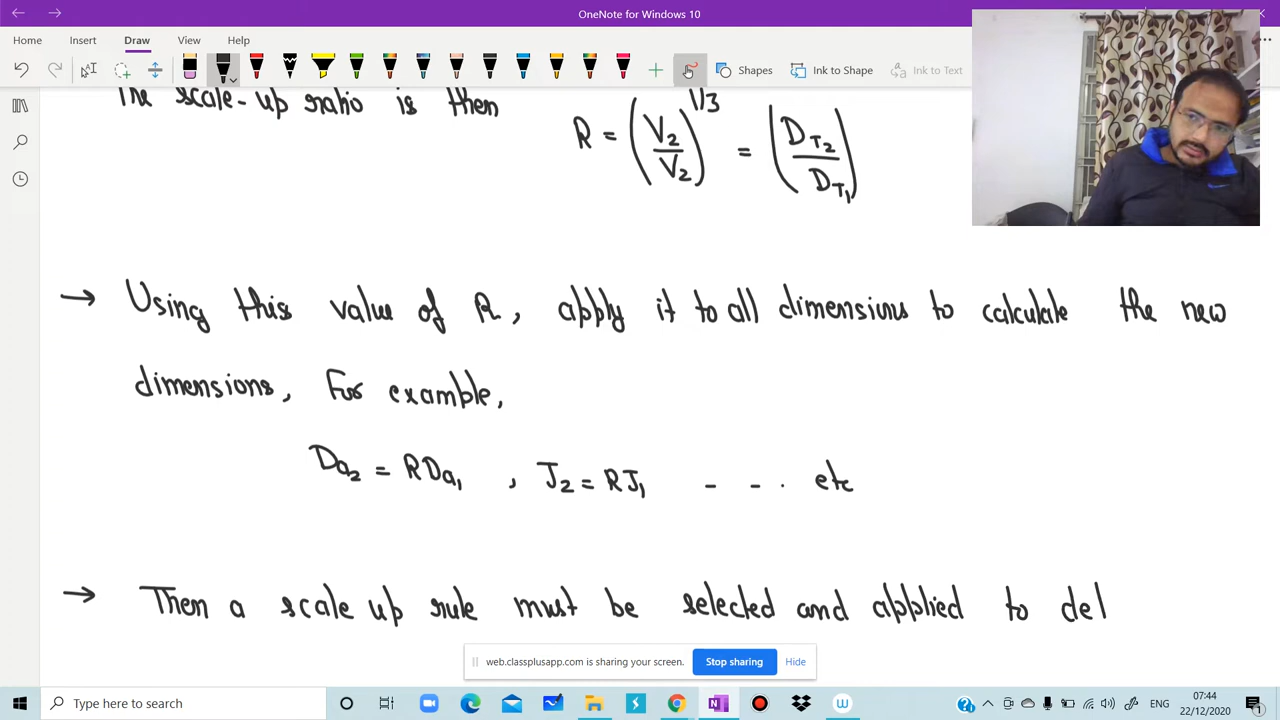 OneNote for Windows 10
Home Insert Draw View Help
Shapes Ink to Shape Ink to Text
The scale-up ratio is then R = (V2/V2)^1/3 = (DT2/DT1)
→ Using this value of R, apply it to all dimensions to calculate the new
dimensions, For example,
Da2 = RDa1 , J2 = RJ1 - - . etc
→ Then a scale up rule must be selected and applied to del
web.classplusapp.com is sharing your screen. Stop sharing Hide
Type here to search
ENG
07:44
22/12/2020